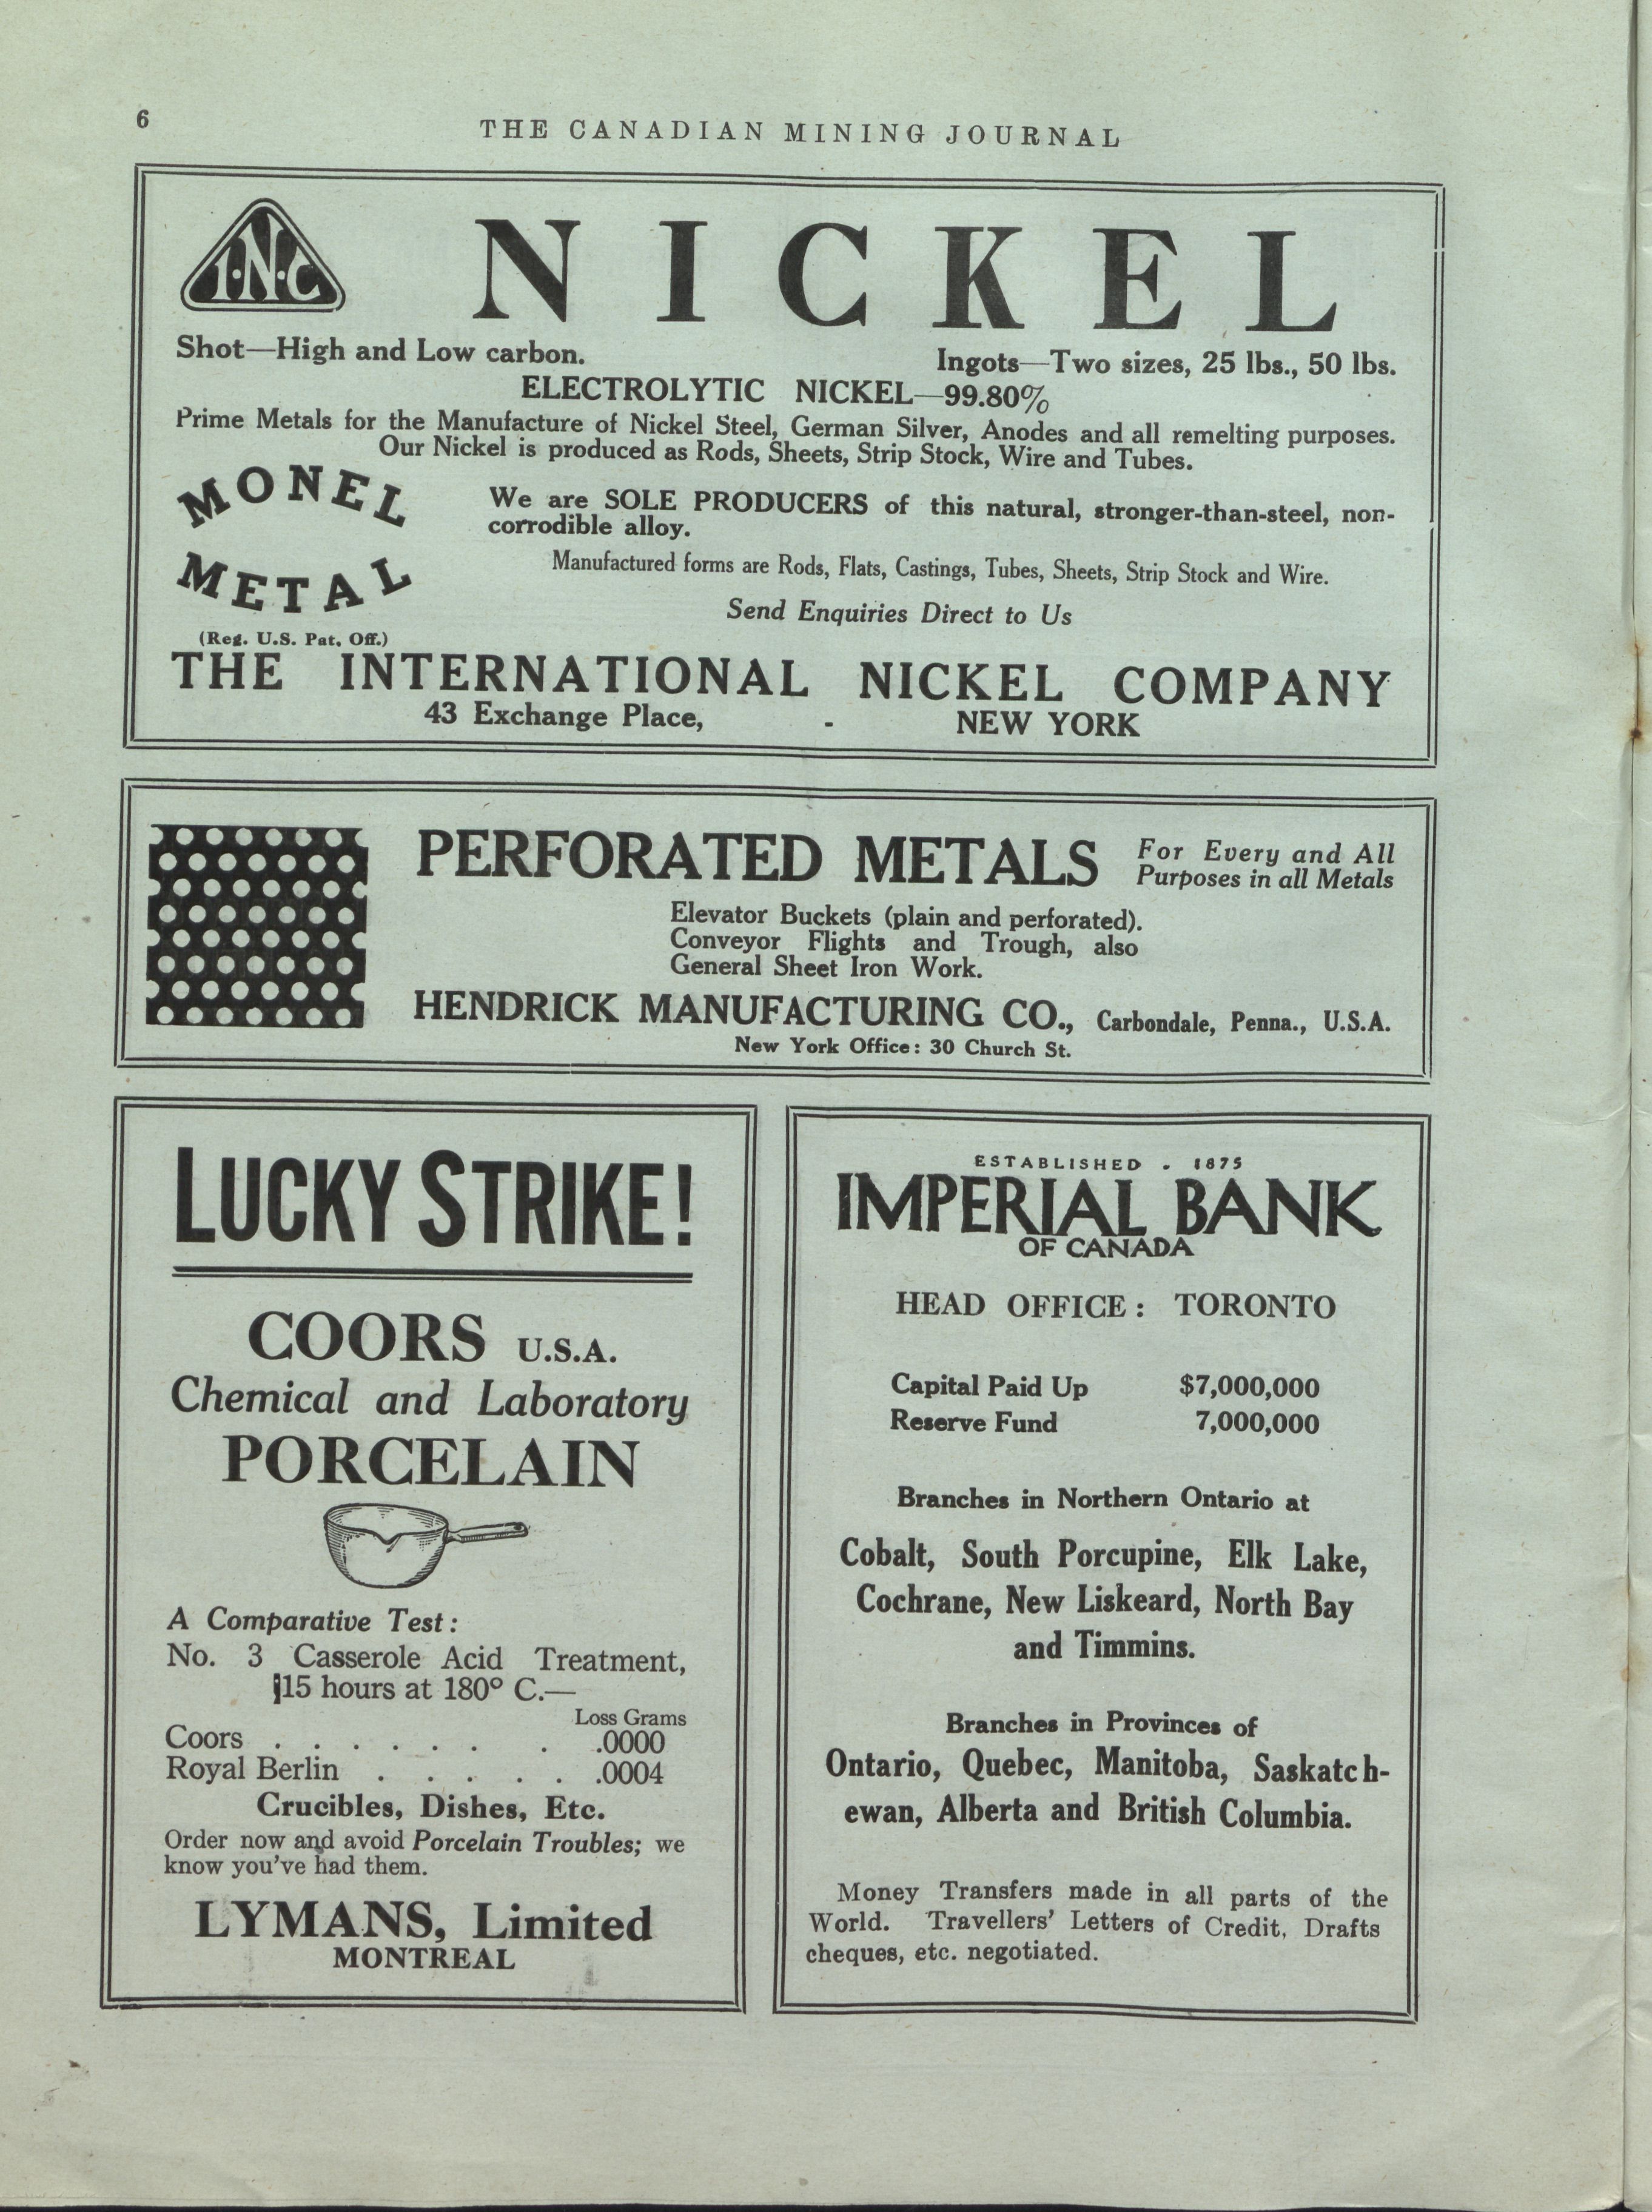 6
THE CANADIAN MINING JOURNAL
I·N·C
NICKEL
Shot—High and Low carbon.
Ingots—Two sizes, 25 lbs., 50 lbs.
ELECTROLYTIC NICKEL—99.80%
Prime Metals for the Manufacture of Nickel Steel, German Silver, Anodes and all remelting purposes.
Our Nickel is produced as Rods, Sheets, Strip Stock, Wire and Tubes.
MONEL
METAL
(Reg. U.S. Pat. Off.)
We are SOLE PRODUCERS of this natural, stronger-than-steel, non-
corrodible alloy.
Manufactured forms are Rods, Flats, Castings, Tubes, Sheets, Strip Stock and Wire.
Send Enquiries Direct to Us
THE INTERNATIONAL NICKEL COMPANY
43 Exchange Place, - NEW YORK
PERFORATED METALS
For Every and All
Purposes in all Metals
Elevator Buckets (plain and perforated).
Conveyor Flights and Trough, also
General Sheet Iron Work.
HENDRICK MANUFACTURING CO., Carbondale, Penna., U.S.A.
New York Office: 30 Church St.
LUCKY STRIKE!
COORS U.S.A.
Chemical and Laboratory
PORCELAIN
A Comparative Test:
No. 3 Casserole Acid Treatment,
115 hours at 180° C.—
Loss Grams
Coors . . . . . . . .0000
Royal Berlin . . . . . .0004
Crucibles, Dishes, Etc.
Order now and avoid Porcelain Troubles; we
know you've had them.
LYMANS, Limited
MONTREAL
ESTABLISHED - 1875
IMPERIAL BANK
OF CANADA
HEAD OFFICE: TORONTO
Capital Paid Up $7,000,000
Reserve Fund 7,000,000
Branches in Northern Ontario at
Cobalt, South Porcupine, Elk Lake,
Cochrane, New Liskeard, North Bay
and Timmins.
Branches in Provinces of
Ontario, Quebec, Manitoba, Saskatch-
ewan, Alberta and British Columbia.
Money Transfers made in all parts of the
World. Travellers' Letters of Credit, Drafts
cheques, etc. negotiated.